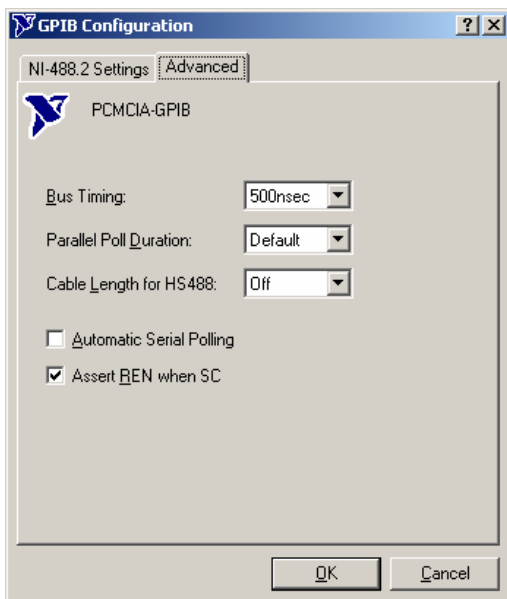 GPIB Configuration
NI-488.2 Settings Advanced
PCMCIA-GPIB
Bus Timing: 500nsec
Parallel Poll Duration: Default
Cable Length for HS488: Off
Automatic Serial Polling
Assert REN when SC
OK Cancel